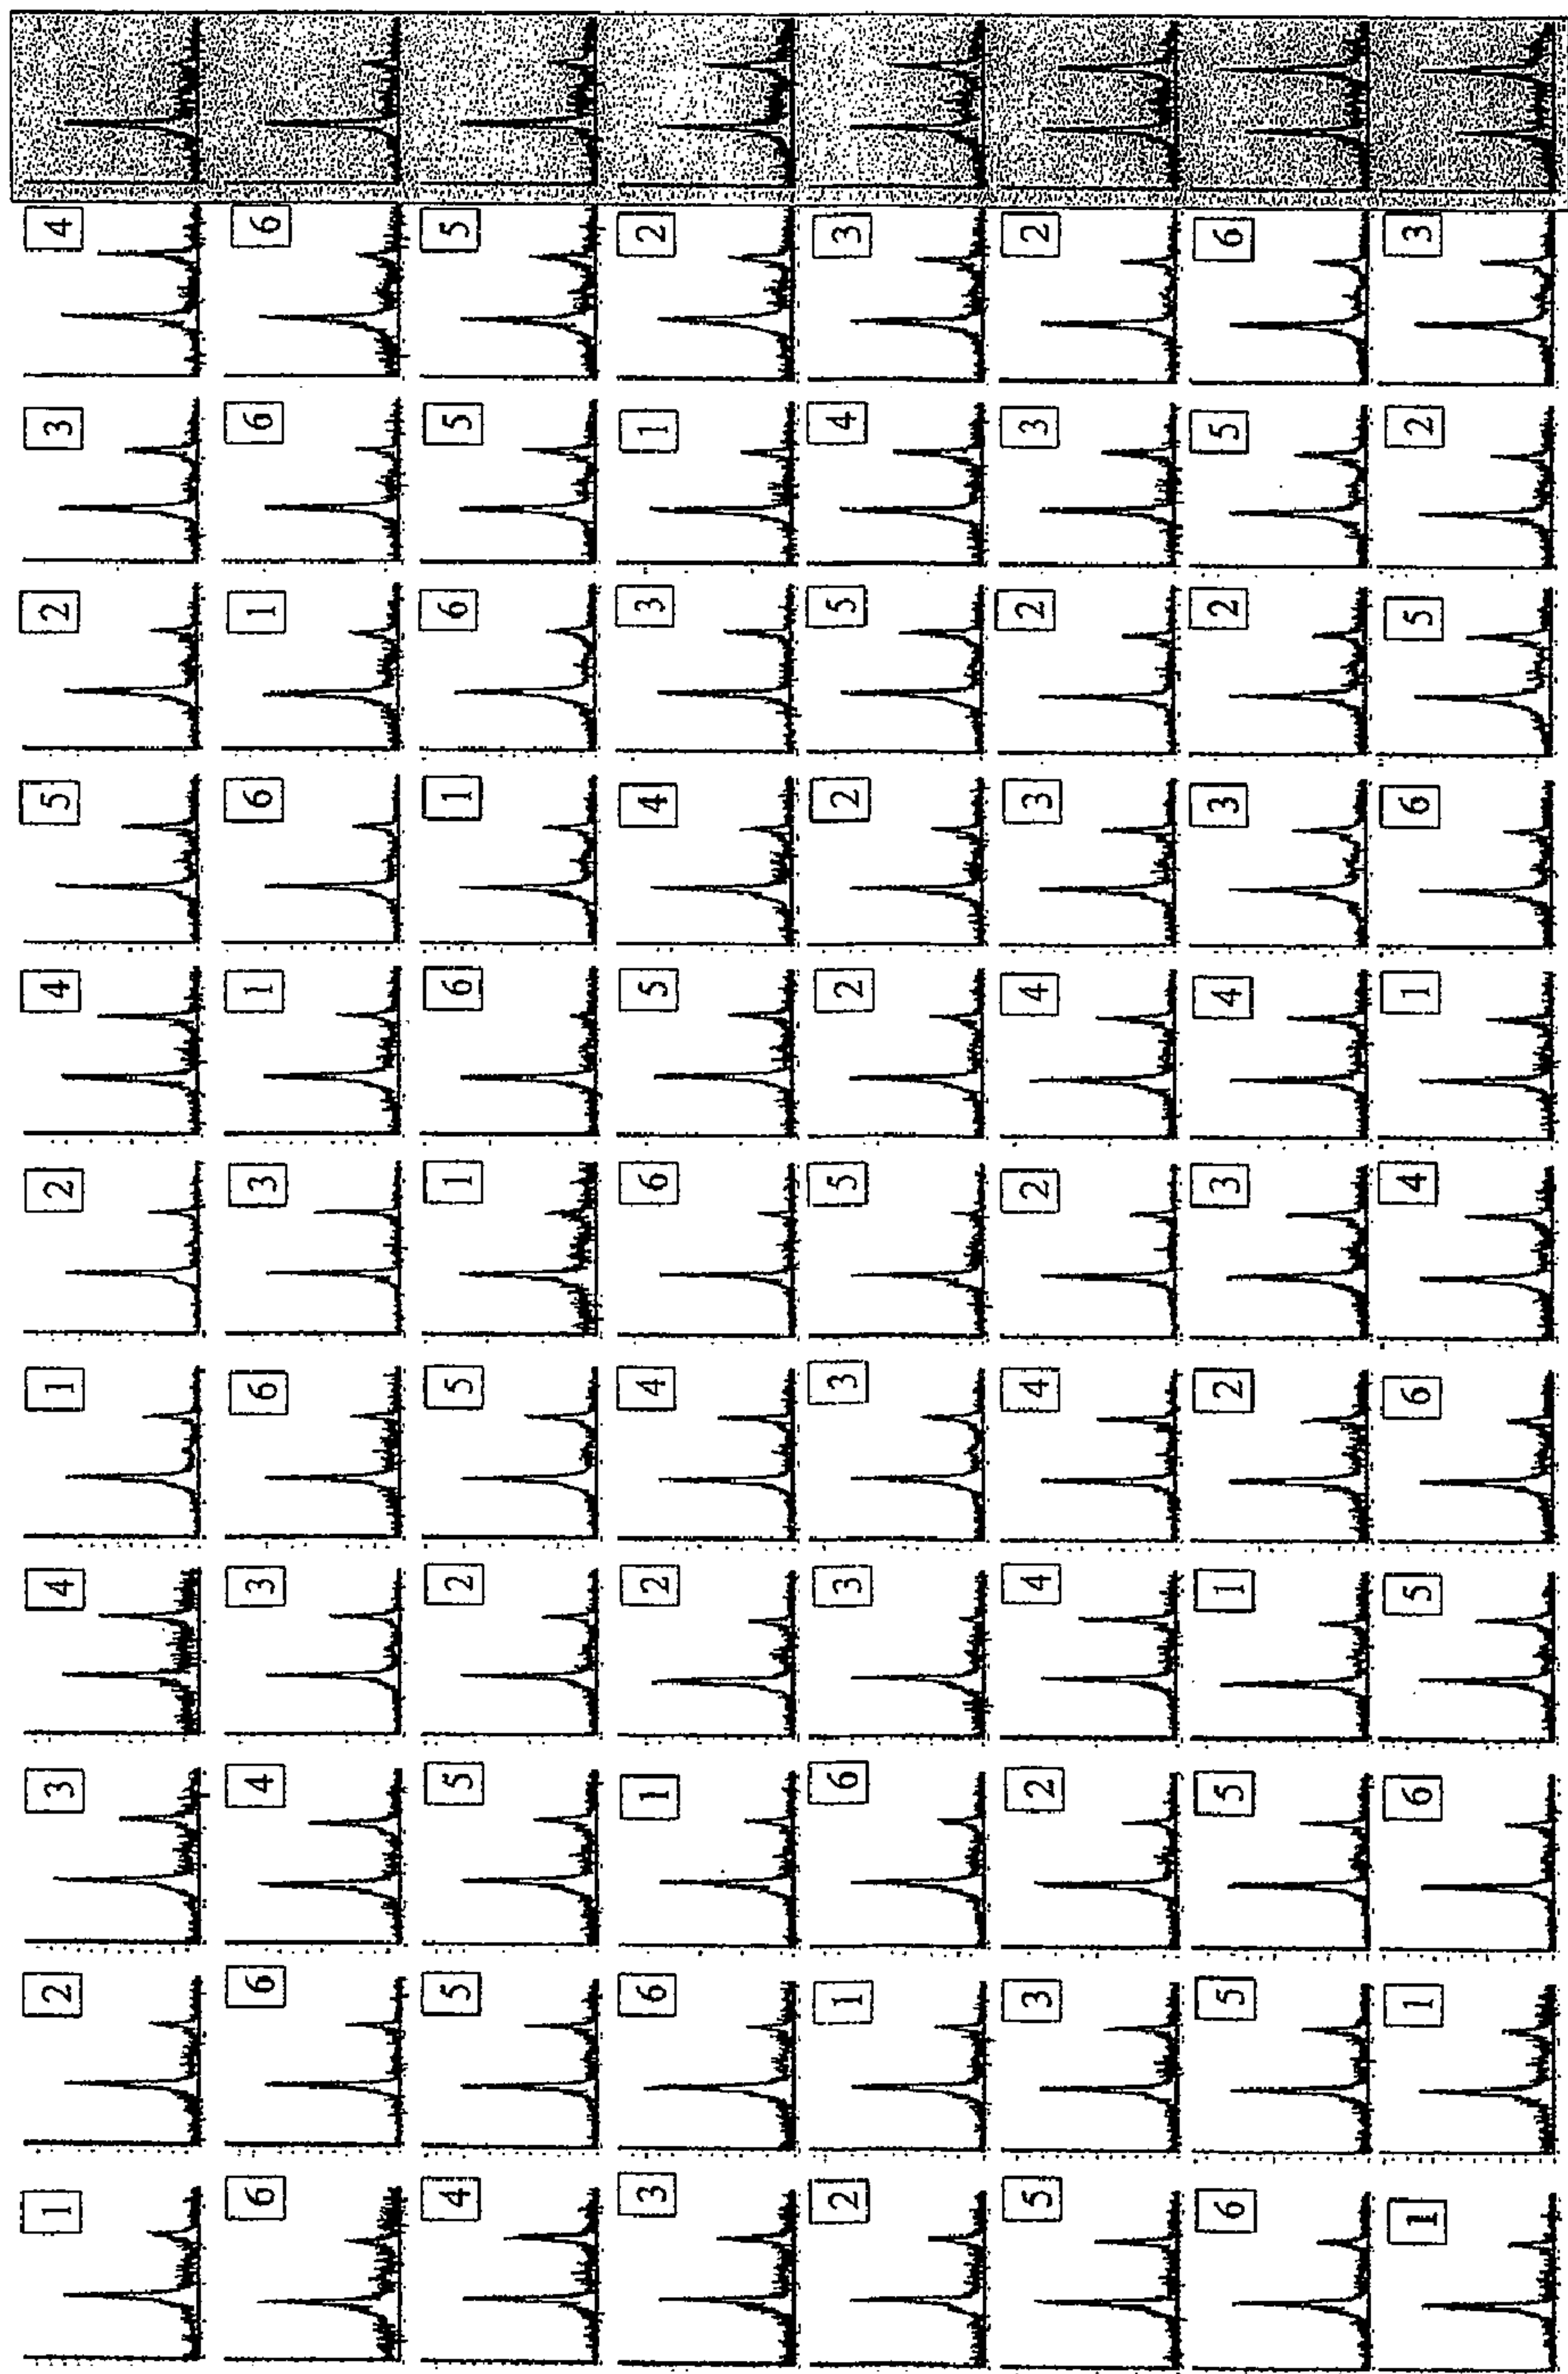 1 2 3 4 1 2 4 5 2 3 4
6 6 4 3 6 3 1 6 1 6 6
4 5 5 2 5 1 6 1 6 5 5
3 6 1 2 4 6 5 4 3 1 2
2 1 6 3 3 5 2 2 5 4 3
5 3 2 4 4 2 4 3 2 3 2
6 5 5 1 2 3 4 3 2 5 6
1 1 6 5 6 4 1 6 5 2 3